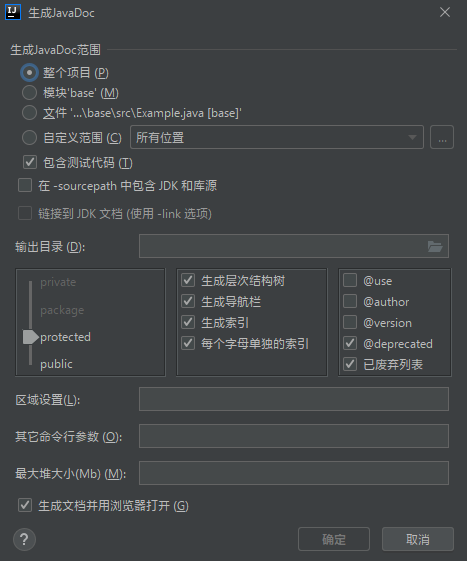 生成JavaDoc
生成JavaDoc范围
整个项目 (P)
模块'base' (M)
文件 '...\base\src\Example.java [base]'
自定义范围 (C) 所有位置 ...
包含测试代码 (T)
在 -sourcepath 中包含 JDK 和库源
链接到 JDK 文档 (使用 -link 选项)
输出目录 (D):
private
package
protected
public
生成层次结构树
生成导航栏
生成索引
每个字母单独的索引
@use
@author
@version
@deprecated
已废弃列表
区域设置(L):
其它命令行参数 (O):
最大堆大小(Mb) (M):
生成文档并用浏览器打开 (G)
? 确定 取消